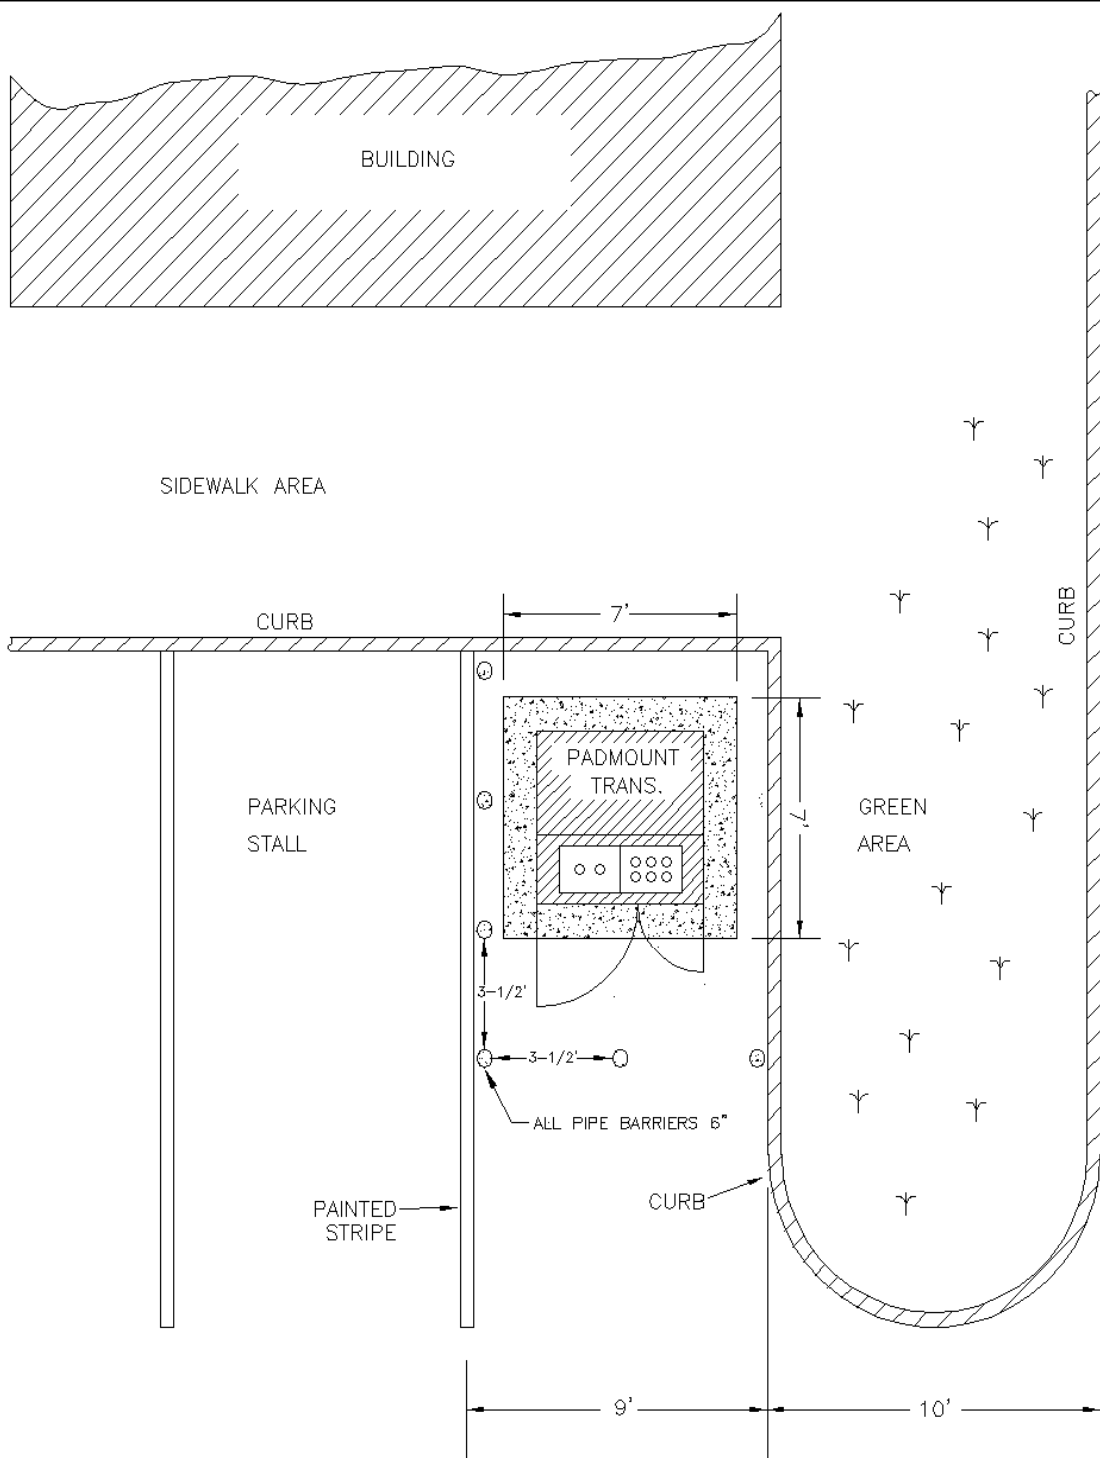 BUILDING
SIDEWALK AREA
CURB
7'
CURB
PADMOUNT
TRANS.
PARKING
STALL
7'
GREEN
AREA
3-1/2'
3-1/2'
ALL PIPE BARRIERS 6"
PAINTED
STRIPE
CURB
9'
10'